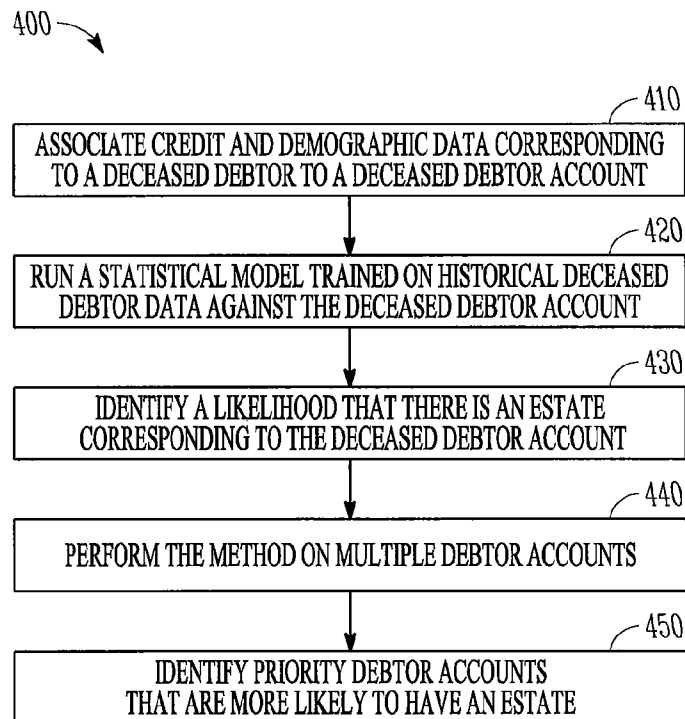 400
410
ASSOCIATE CREDIT AND DEMOGRAPHIC DATA CORRESPONDING
TO A DECEASED DEBTOR TO A DECEASED DEBTOR ACCOUNT
420
RUN A STATISTICAL MODEL TRAINED ON HISTORICAL DECEASED
DEBTOR DATA AGAINST THE DECEASED DEBTOR ACCOUNT
430
IDENTIFY A LIKELIHOOD THAT THERE IS AN ESTATE
CORRESPONDING TO THE DECEASED DEBTOR ACCOUNT
440
PERFORM THE METHOD ON MULTIPLE DEBTOR ACCOUNTS
450
IDENTIFY PRIORITY DEBTOR ACCOUNTS
THAT ARE MORE LIKELY TO HAVE AN ESTATE